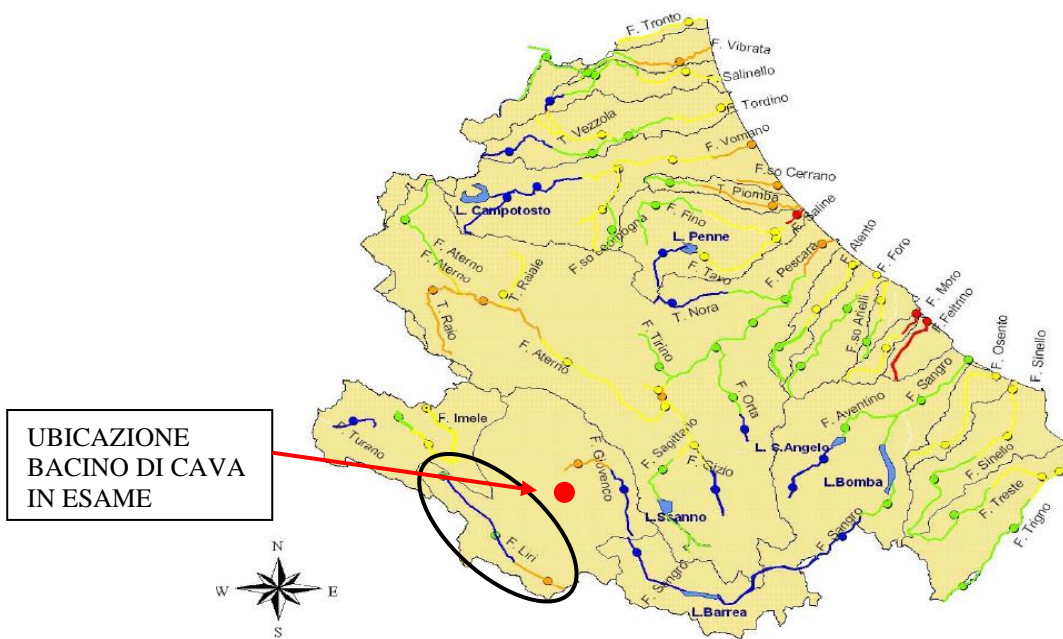 F. Tronto
F. Vibrata
F. Salinello
F. Tordino
T. Vezzola
F. Vomano
F.so Cerrano
T. Piomba
L. Campotosto
F. Saline
F. Fino
L. Penne
F.so Leomogna
F. Tavo
F. Pescara
F. Alento
F. Foro
F. Aterno
F. Aterno
T. Raiale
T. Raio
T. Nora
F.so Arielli
F. Moro
F.Feltrino
F. Osento
F. Sinello
F. Tirino
F. Aterno
F. Orta
F. Sangro
F. Aventino
UBICAZIONE
BACINO DI CAVA
IN ESAME
F. Imele
F. Turano
F. Giovenco
F. Sagittario
F. Gizio
L. S.Angelo
L.Bomba
F. Sinello
F. Treste
F. Trigno
F. Liri
F. Sangro
F. Sangro
L.Barrea
N
W
E
S